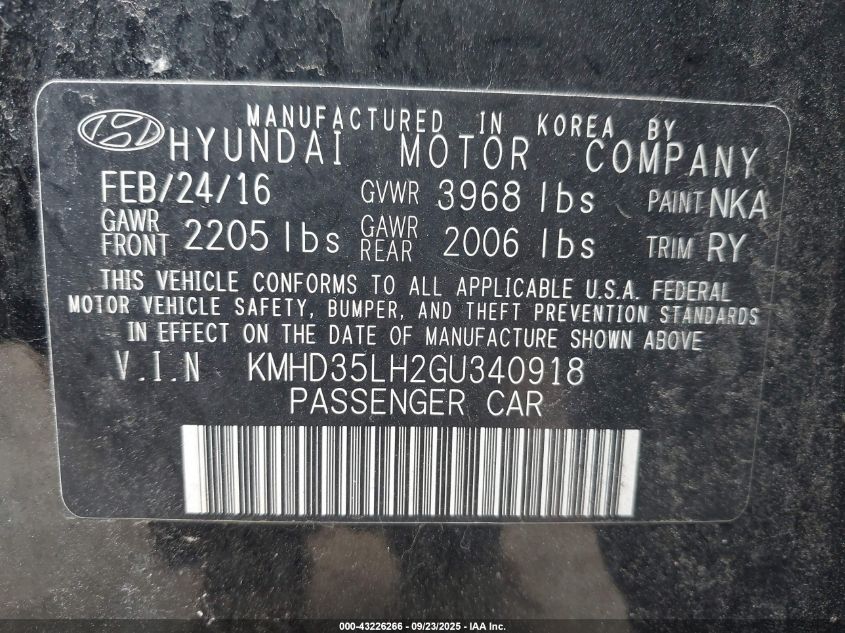 MANUFACTURED IN KOREA BY
HYUNDAI MOTOR COMPANY
FEB/24/16 GVWR 3968 lbs PAINT NKA
GAWR FRONT 2205 lbs GAWR REAR 2006 lbs TRIM RY
THIS VEHICLE CONFORMS TO ALL APPLICABLE U.S.A. FEDERAL
MOTOR VEHICLE SAFETY, BUMPER, AND THEFT PREVENTION STANDARDS
IN EFFECT ON THE DATE OF MANUFACTURE SHOWN ABOVE
V.I.N KMHD35LH2GU340918
PASSENGER CAR
000-43226266 - 09/23/2025 - IAA Inc.